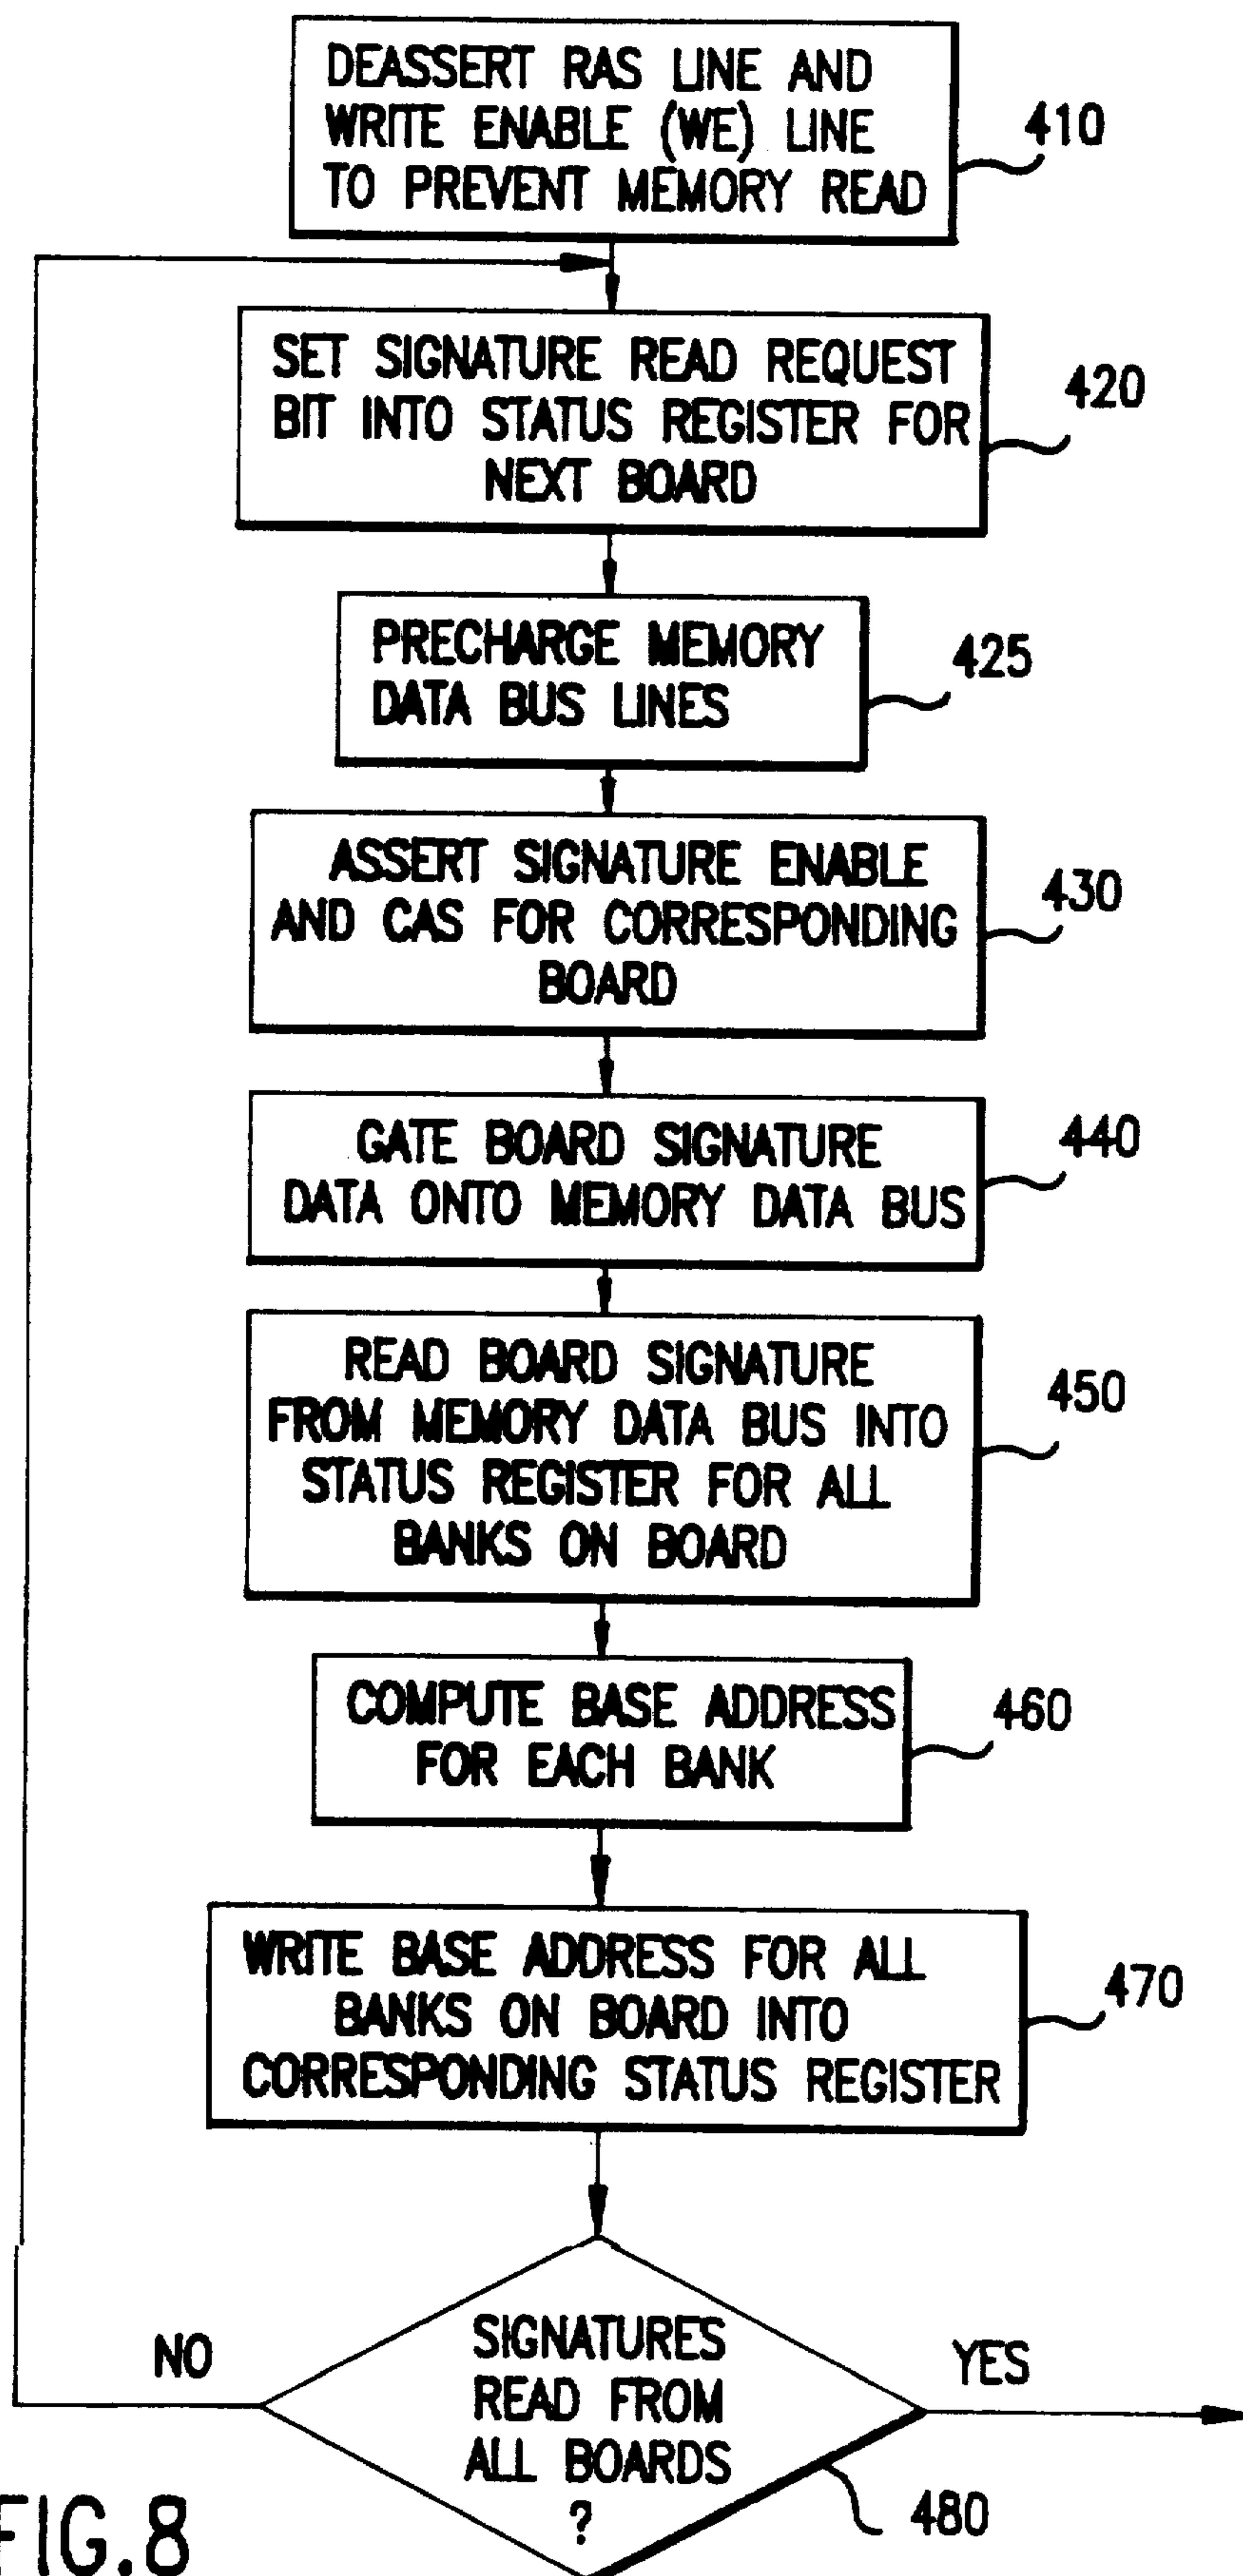 DEASSERT RAS LINE AND
WRITE ENABLE (WE) LINE
TO PREVENT MEMORY READ
410
SET SIGNATURE READ REQUEST
BIT INTO STATUS REGISTER FOR
NEXT BOARD
420
PRECHARGE MEMORY
DATA BUS LINES
425
ASSERT SIGNATURE ENABLE
AND CAS FOR CORRESPONDING
BOARD
430
GATE BOARD SIGNATURE
DATA ONTO MEMORY DATA BUS
440
READ BOARD SIGNATURE
FROM MEMORY DATA BUS INTO
STATUS REGISTER FOR ALL
BANKS ON BOARD
450
COMPUTE BASE ADDRESS
FOR EACH BANK
460
WRITE BASE ADDRESS FOR ALL
BANKS ON BOARD INTO
CORRESPONDING STATUS REGISTER
470
NO
SIGNATURES
READ FROM
ALL BOARDS
?
YES
480
FIG.8